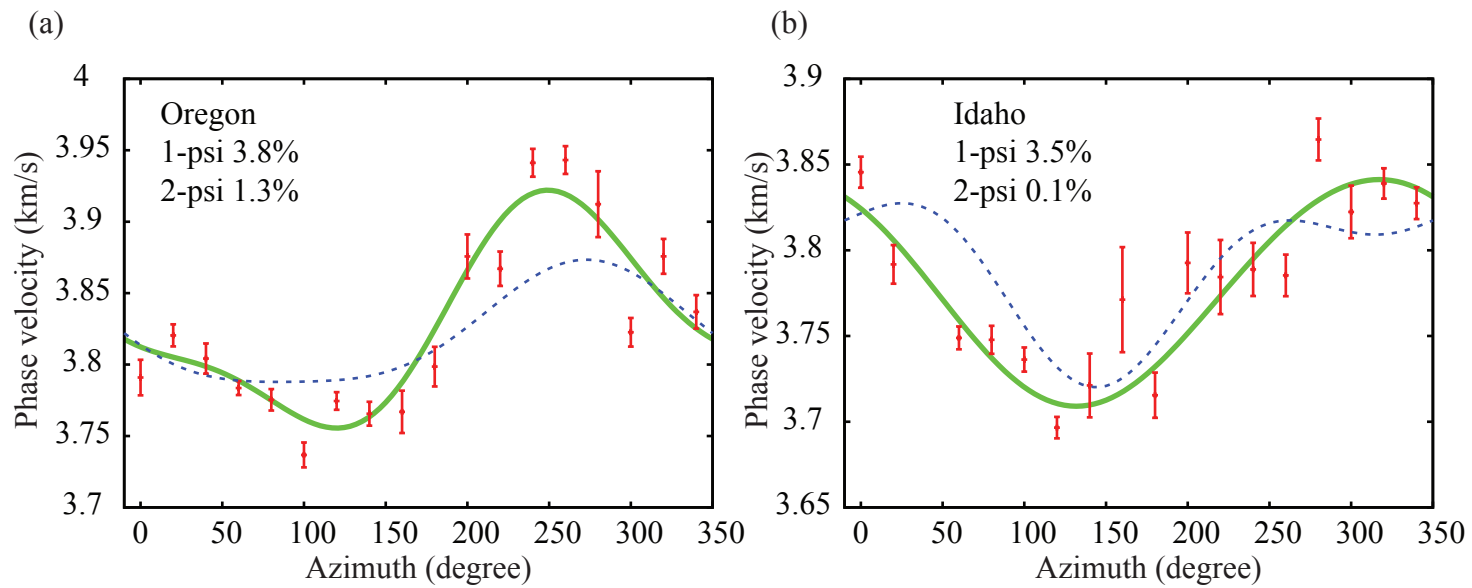 (a)
Oregon
1-psi 3.8%
2-psi 1.3%
Phase velocity (km/s)
4
3.95
3.9
3.85
3.8
3.75
3.7
0 50 100 150 200 250 300 350
Azimuth (degree)
(b)
Idaho
1-psi 3.5%
2-psi 0.1%
Phase velocity (km/s)
3.9
3.85
3.8
3.75
3.7
3.65
0 50 100 150 200 250 300 350
Azimuth (degree)